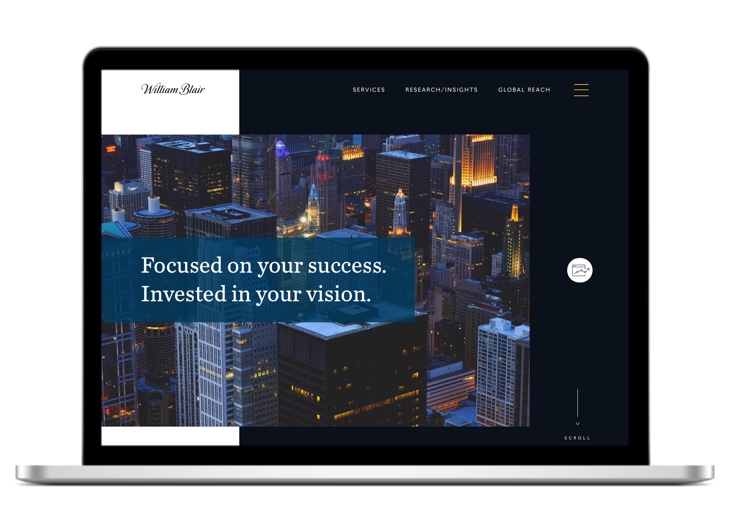 William Blair
SERVICES RESEARCH/INSIGHTS GLOBAL REACH
Focused on your success.
Invested in your vision.
SCROLL